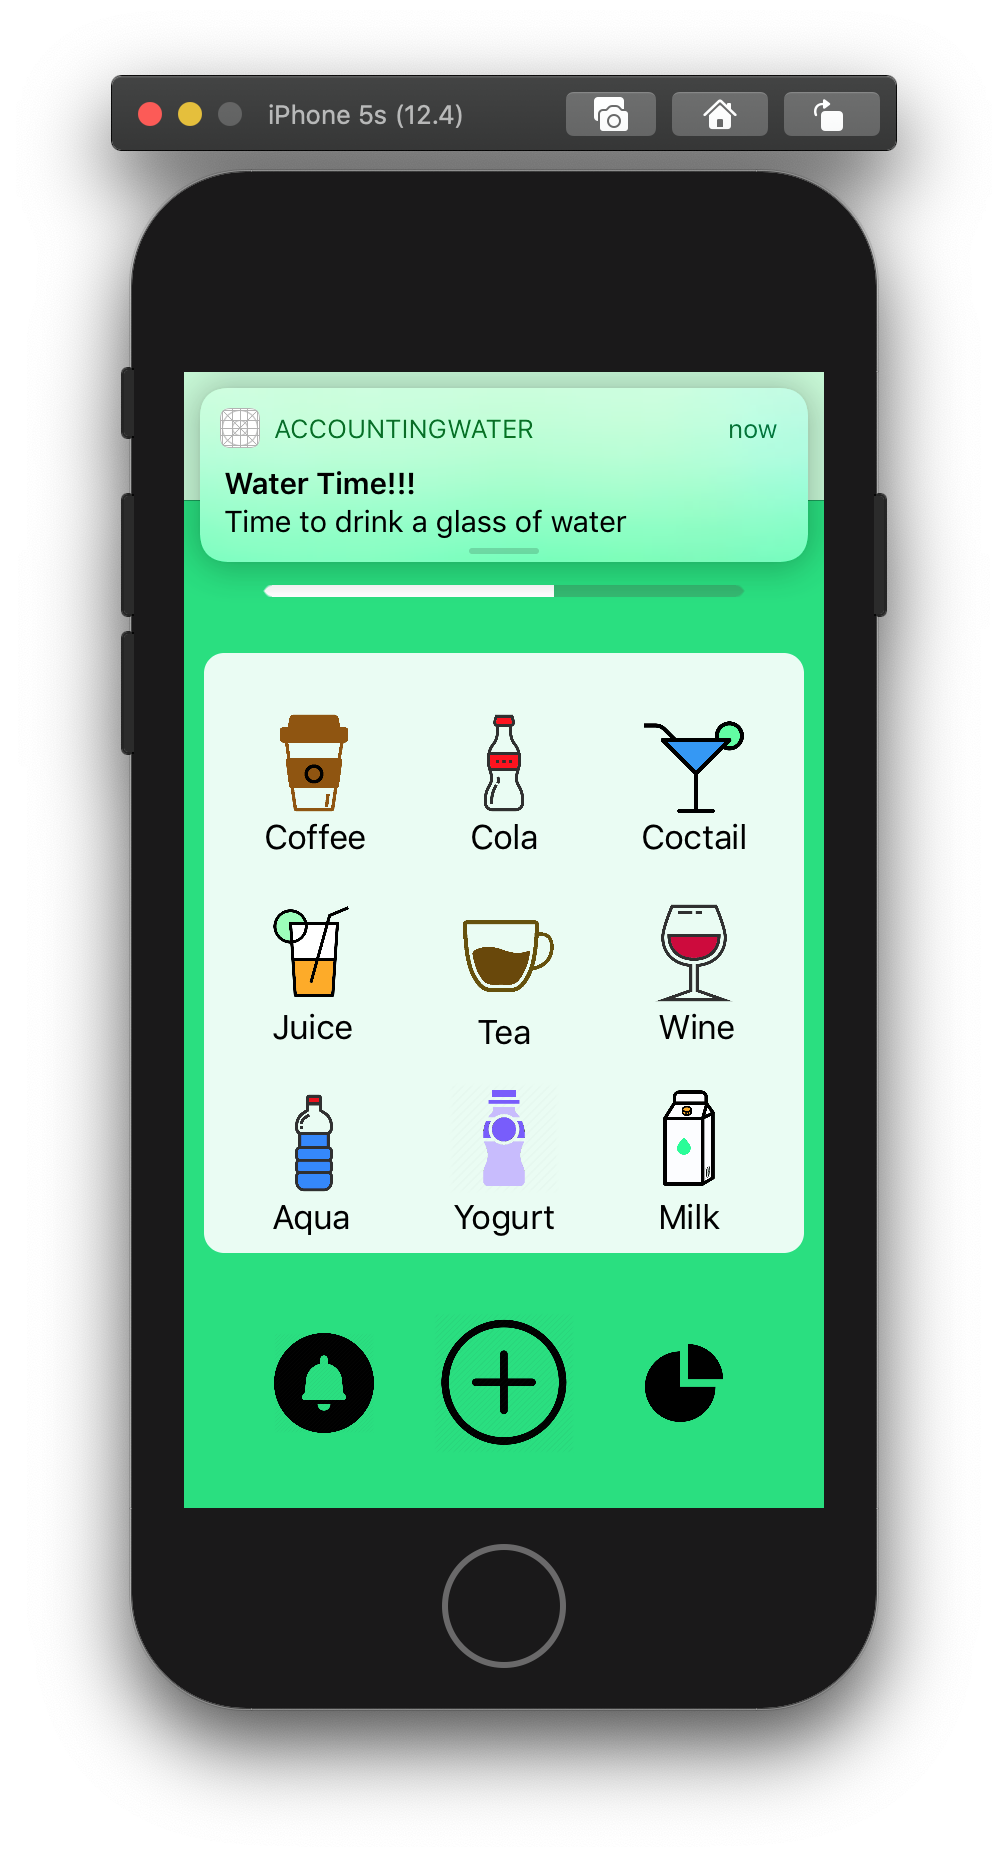 iPhone 5s (12.4)
ACCOUNTINGWATER now
Water Time!!!
Time to drink a glass of water
Coffee Cola Coctail
Juice Tea Wine
Aqua Yogurt Milk